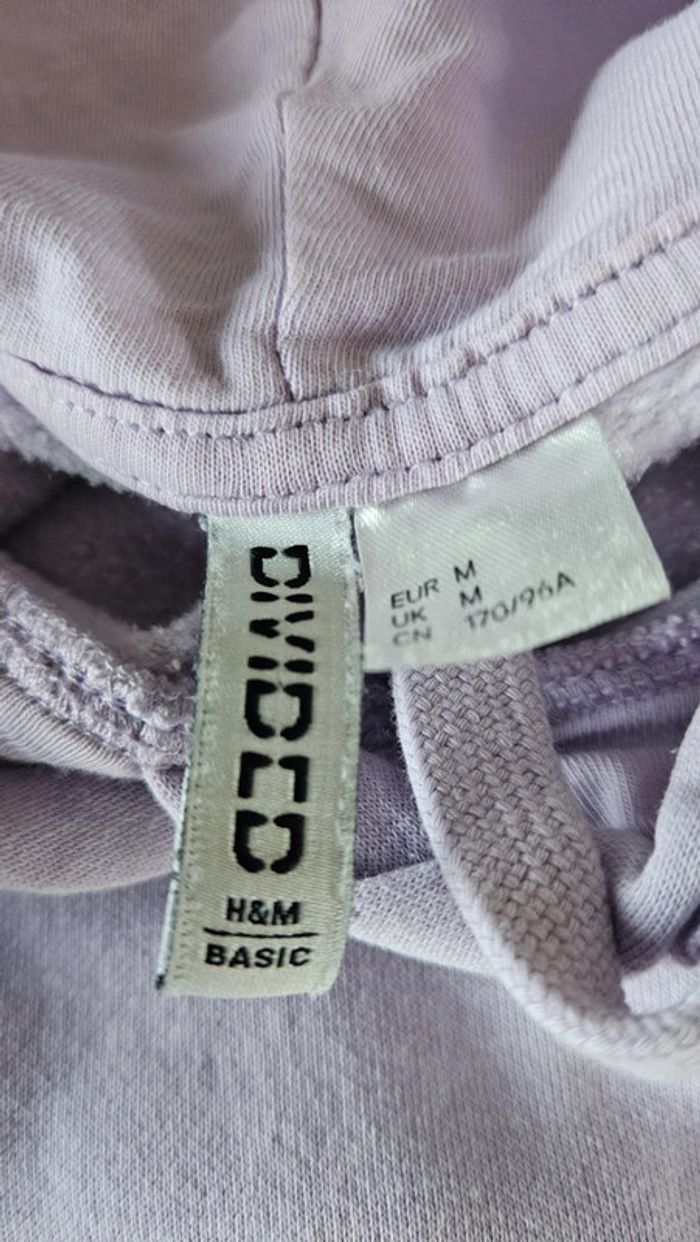 DIVIDED
H&M
BASIC
EUR M
UK M
CN 170/96A